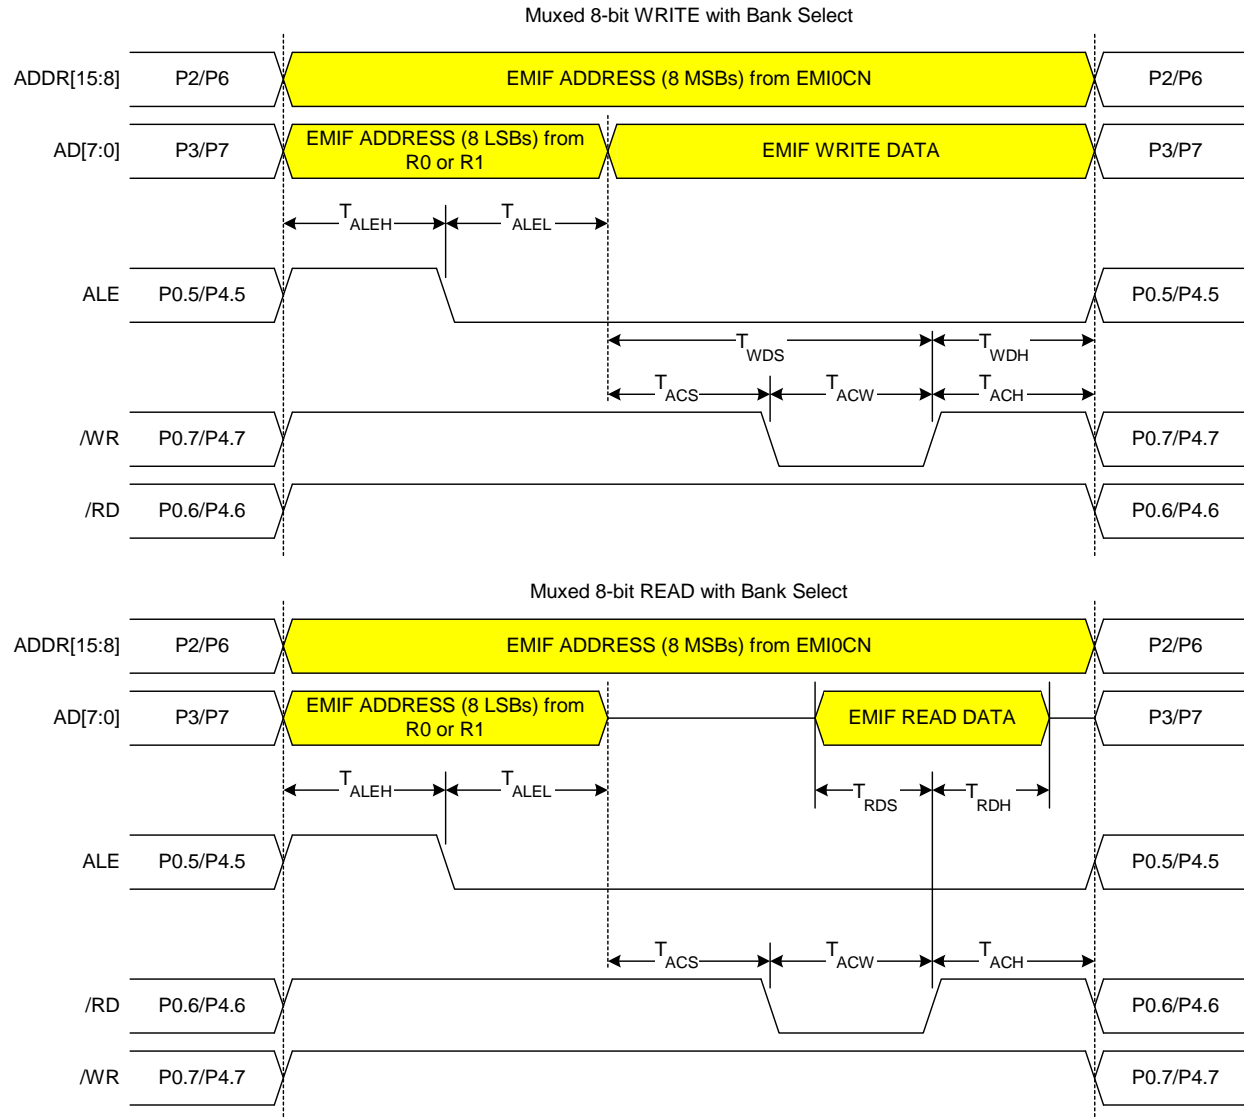 Muxed 8-bit WRITE with Bank Select
ADDR[15:8] P2/P6 EMIF ADDRESS (8 MSBs) from EMI0CN P2/P6
AD[7:0] P3/P7 EMIF ADDRESS (8 LSBs) from
R0 or R1 EMIF WRITE DATA P3/P7
TALEH TALEL
ALE P0.5/P4.5 P0.5/P4.5
TWDS TWDH
TACS TACW TACH
/WR P0.7/P4.7 P0.7/P4.7
/RD P0.6/P4.6 P0.6/P4.6
Muxed 8-bit READ with Bank Select
ADDR[15:8] P2/P6 EMIF ADDRESS (8 MSBs) from EMI0CN P2/P6
AD[7:0] P3/P7 EMIF ADDRESS (8 LSBs) from
R0 or R1 EMIF READ DATA P3/P7
TALEH TALEL TRDS TRDH
ALE P0.5/P4.5 P0.5/P4.5
TACS TACW TACH
/RD P0.6/P4.6 P0.6/P4.6
/WR P0.7/P4.7 P0.7/P4.7